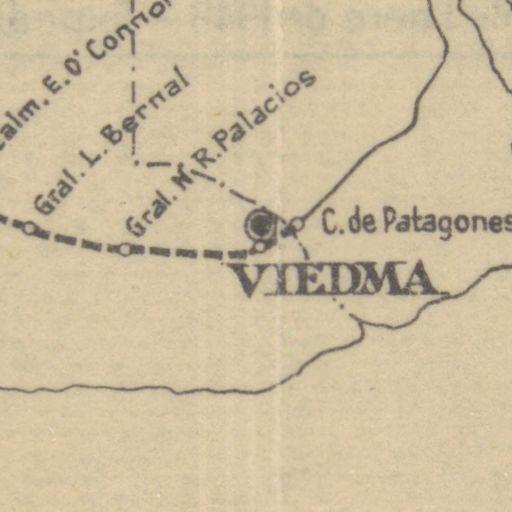 calm. E. O'Connor
Gral. L. Bernal
Gral. N. R. Palacios
C. de Patagones
VIEDMA